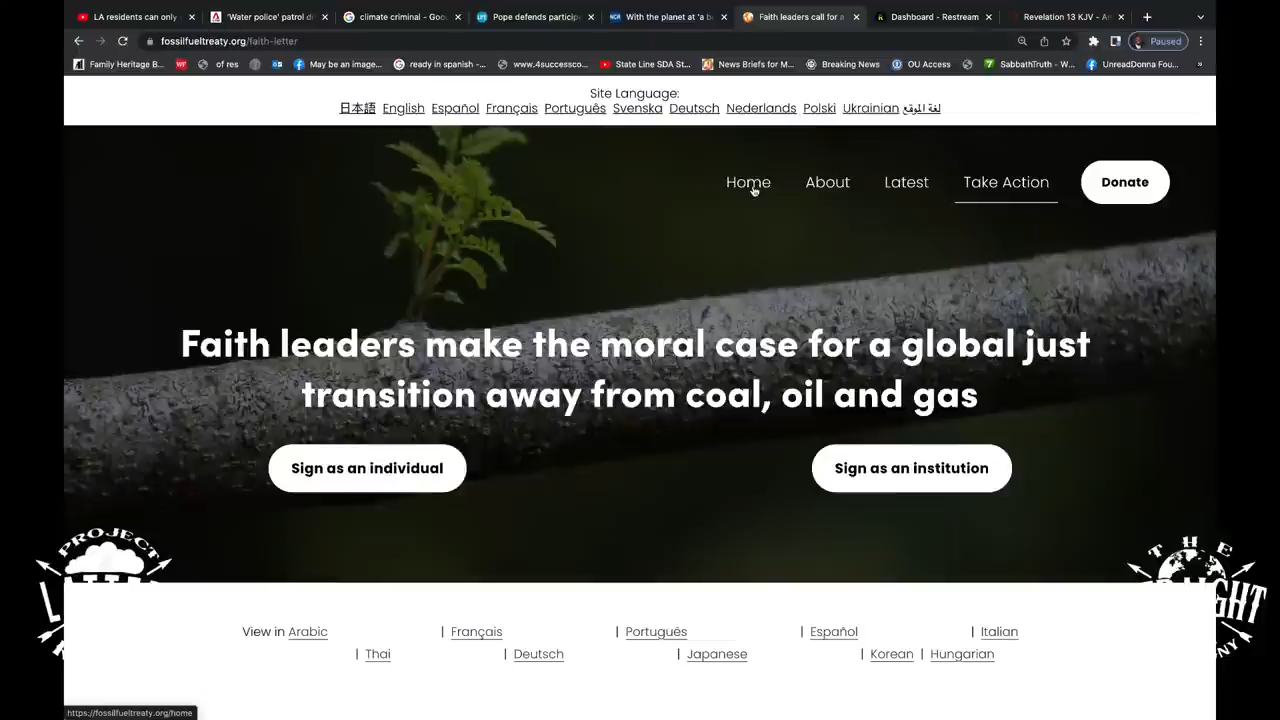 LA residents can only
'Water police' patrol di
climate criminal - Goo
Pope defends particip
With the planet at 'a b
Faith leaders call for a
Dashboard - Restream
Revelation 13 KJV - A
fossilfueltreaty.org/faith-letter
Paused
Family Heritage B...
of res
May be an image...
ready in spanish -...
www.4successco...
State Line SDA St...
News Briefs for M...
Breaking News
OU Access
SabbathTruth - W...
UnreadDonna Fou...
Site Language:
日本語 English Español Français Português Svenska Deutsch Nederlands Polski Ukrainian لغة الموقع
Home About Latest Take Action Donate
Faith leaders make the moral case for a global just
transition away from coal, oil and gas
Sign as an individual
Sign as an institution
PROJECT
THE
View in Arabic | Français | Português | Español | Italian
| Thai | Deutsch | Japanese | Korean | Hungarian
https://fossilfueltreaty.org/home